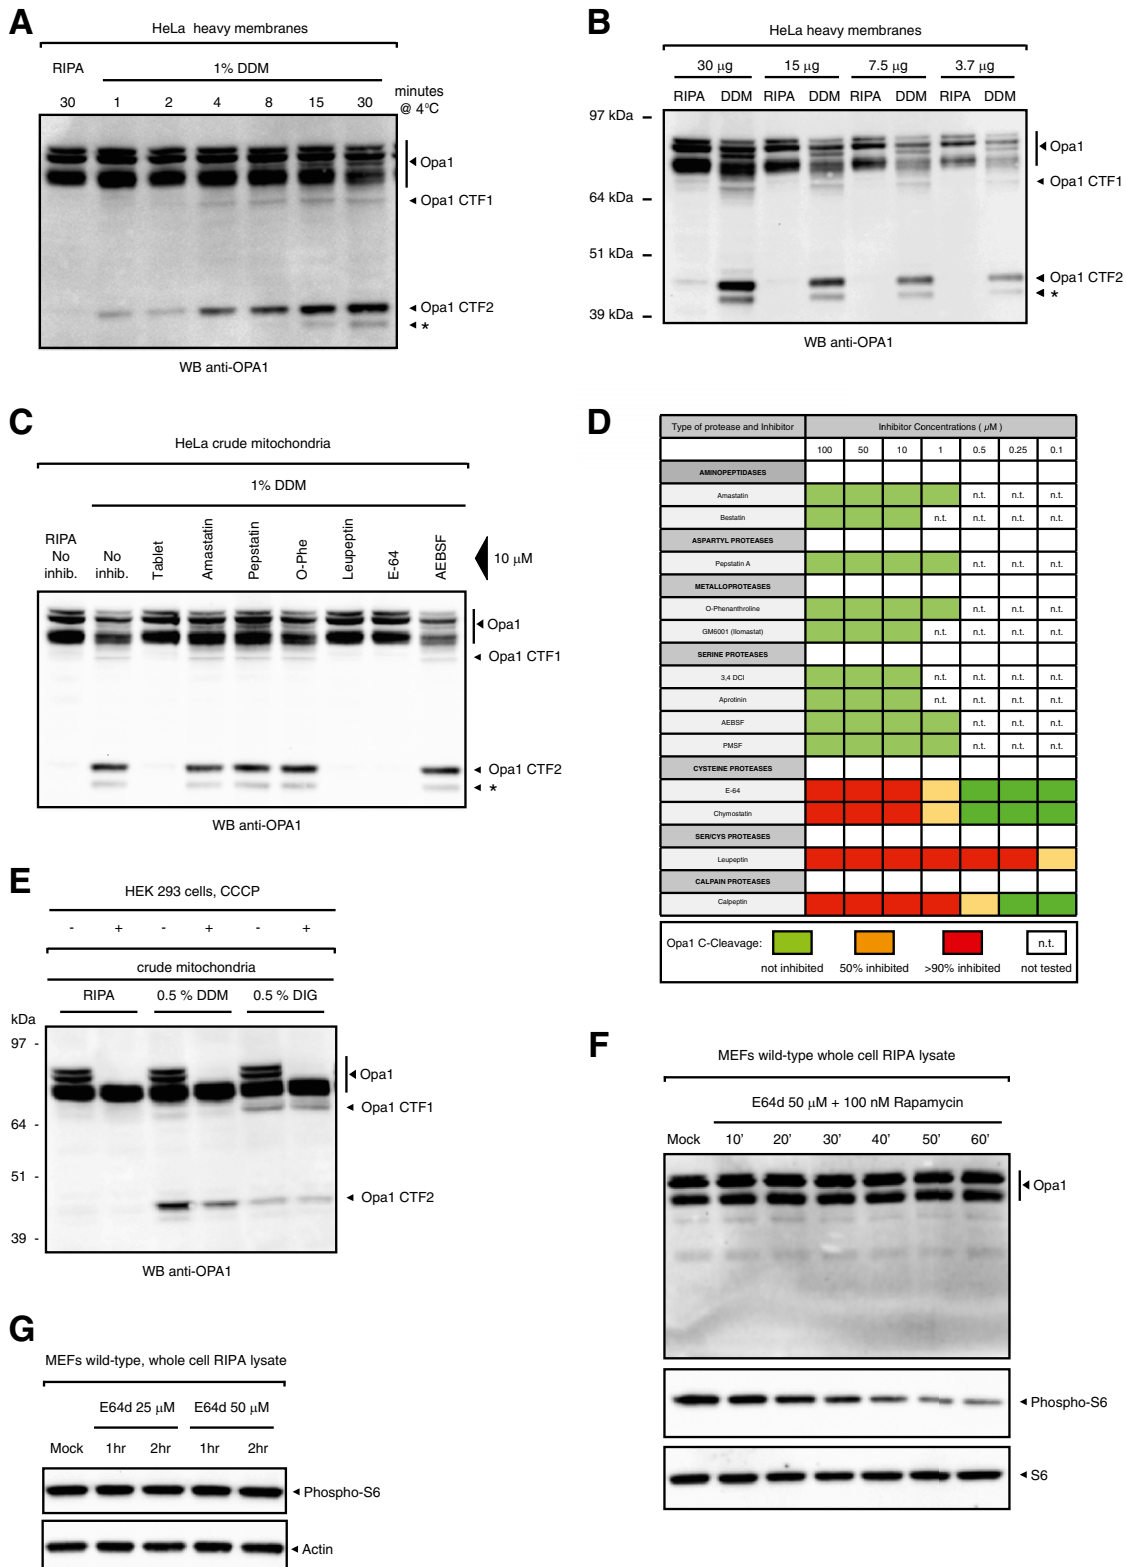 A
HeLa heavy membranes
RIPA
1% DDM
30 1 2 4 8 15 30
minutes
@ 4°C
Opa1
Opa1 CTF1
Opa1 CTF2
*
WB anti-OPA1
B
HeLa heavy membranes
30 µg 15 µg 7.5 µg 3.7 µg
RIPA DDM RIPA DDM RIPA DDM RIPA DDM
97 kDa
64 kDa
51 kDa
39 kDa
Opa1
Opa1 CTF1
Opa1 CTF2
*
WB anti-OPA1
C
HeLa crude mitochondria
1% DDM
RIPA
No
inhib.
No
inhib.
Tablet
Amastatin
Pepstatin
O-Phe
Leupeptin
E-64
AEBSF
10 µM
Opa1
Opa1 CTF1
Opa1 CTF2
*
WB anti-OPA1
D
Type of protease and Inhibitor Inhibitor Concentrations ( µM )
100 50 10 1 0.5 0.25 0.1
AMINOPEPTIDASES
Amastatin n.t. n.t. n.t.
Bestatin n.t. n.t. n.t. n.t.
ASPARTYL PROTEASES
Pepstatin A n.t. n.t. n.t.
METALLOPROTEASES
O-Phenanthroline n.t. n.t. n.t.
GM6001 (Ilomastat) n.t. n.t. n.t. n.t.
SERINE PROTEASES
3,4 DCI n.t. n.t. n.t. n.t.
Aprotinin n.t. n.t. n.t. n.t.
AEBSF n.t. n.t. n.t.
PMSF n.t. n.t. n.t.
CYSTEINE PROTEASES
E-64
Chymostatin
SER/CYS PROTEASES
Leupeptin
CALPAIN PROTEASES
Calpeptin
Opa1 C-Cleavage: n.t.
not inhibited 50% inhibited >90% inhibited not tested
E
HEK 293 cells, CCCP
- + - + - +
crude mitochondria
RIPA 0.5 % DDM 0.5 % DIG
kDa
97 -
64 -
51 -
39 -
Opa1
Opa1 CTF1
Opa1 CTF2
WB anti-OPA1
F
MEFs wild-type whole cell RIPA lysate
E64d 50 µM + 100 nM Rapamycin
Mock 10' 20' 30' 40' 50' 60'
Opa1
Phospho-S6
S6
G
MEFs wild-type, whole cell RIPA lysate
E64d 25 µM E64d 50 µM
Mock 1hr 2hr 1hr 2hr
Phospho-S6
Actin